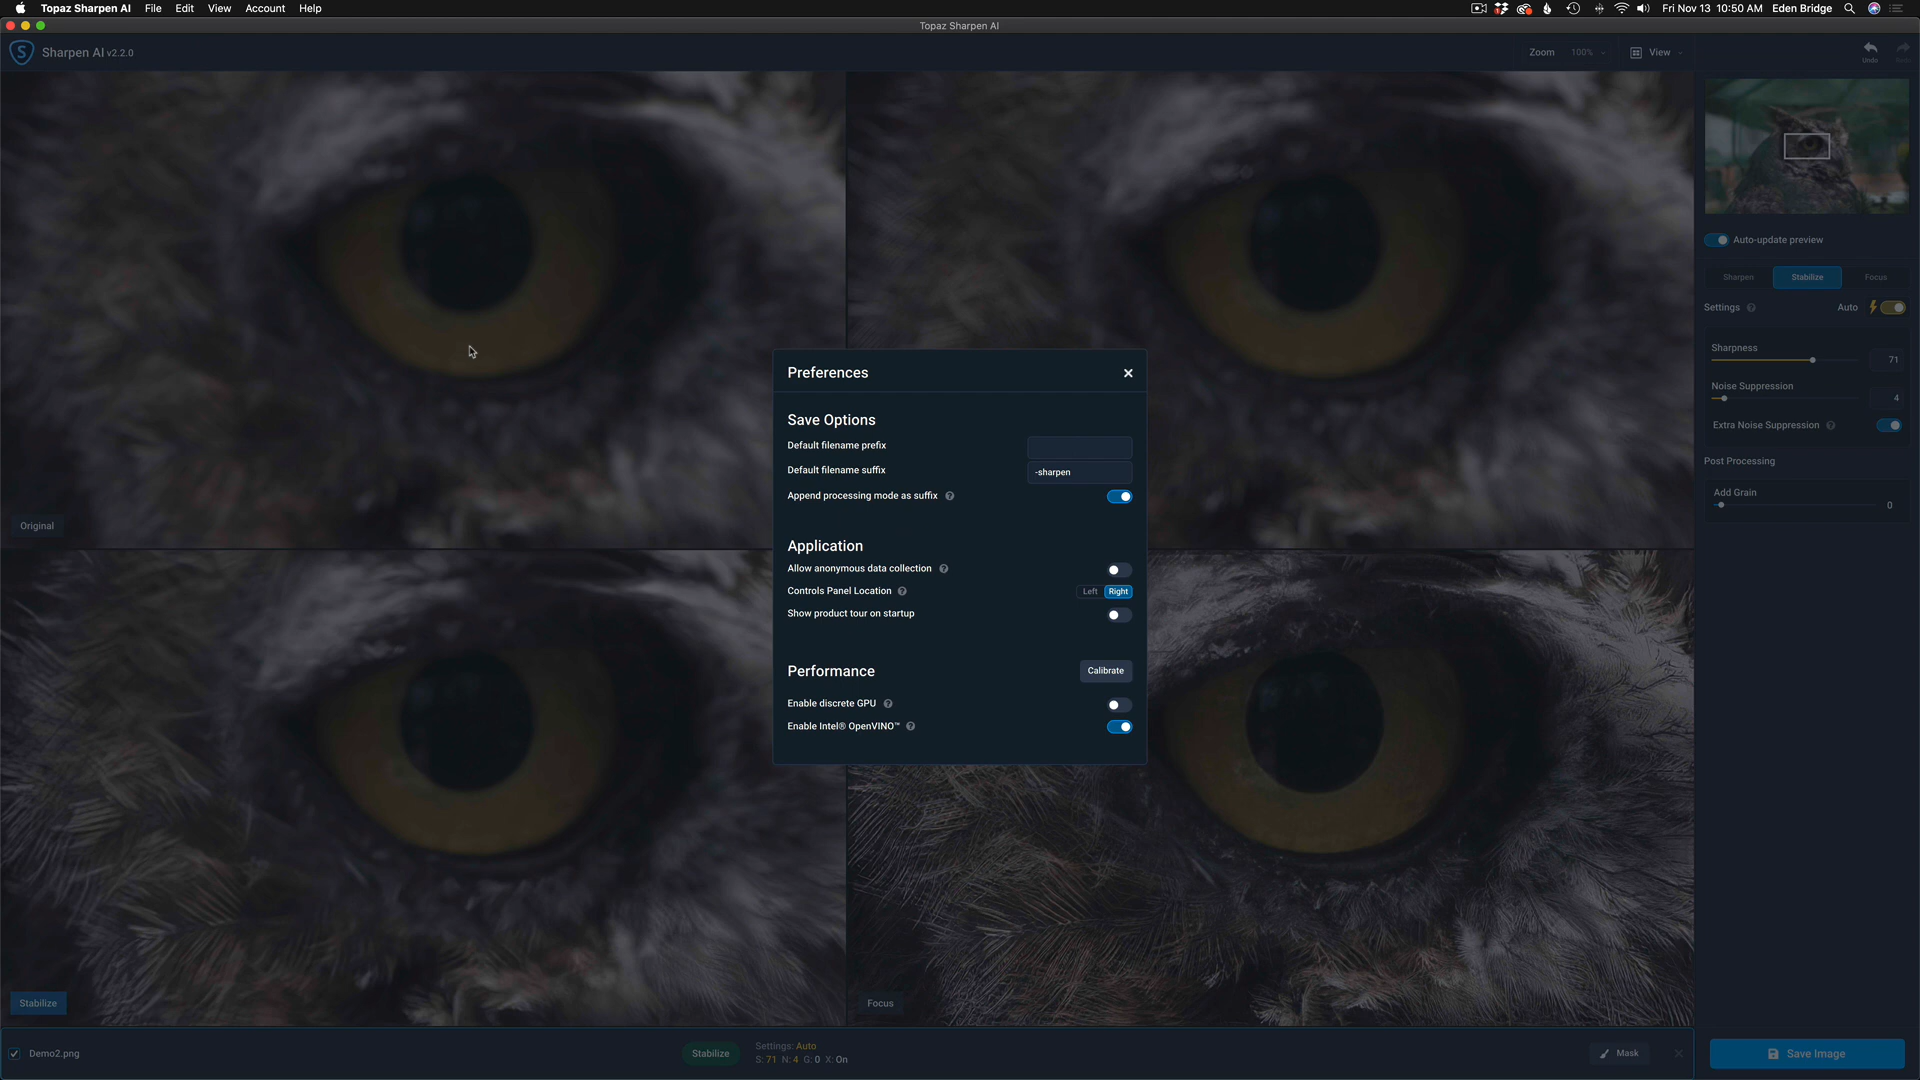 Topaz Sharpen AI File Edit View Account Help Fri Nov 13 10:50 AM Eden Bridge
Topaz Sharpen AI
Sharpen AI v2.2.0
Zoom 100% View
Undo
Auto-update preview
Sharpen Stabilize Focus
Settings ? Auto
Sharpness
71
Noise Suppression
4
Extra Noise Suppression ?
Post Processing
Add Grain
0
Original
Preferences
Save Options
Default filename prefix
Default filename suffix -sharpen
Append processing mode as suffix ?
Application
Allow anonymous data collection ?
Controls Panel Location ? Left Right
Show product tour on startup
Performance Calibrate
Enable discrete GPU ?
Enable Intel® OpenVINO™ ?
Stabilize
Focus
Demo2.png
Stabilize
Settings: Auto
S: 71 N: 4 G: 0 X: On
Mask
Save Image